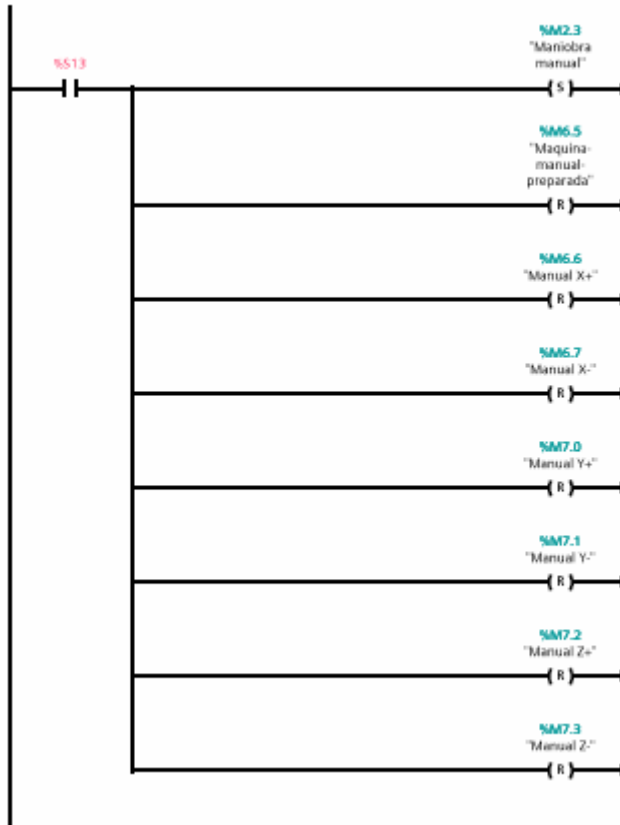 %M2.3
"Maniobra
manual"
%S13
( S )
%M6.5
"Maquina-
manual-
preparada"
( R )
%M6.6
"Manual X+"
( R )
%M6.7
"Manual X-"
( R )
%M7.0
"Manual Y+"
( R )
%M7.1
"Manual Y-"
( R )
%M7.2
"Manual Z+"
( R )
%M7.3
"Manual Z-"
( R )